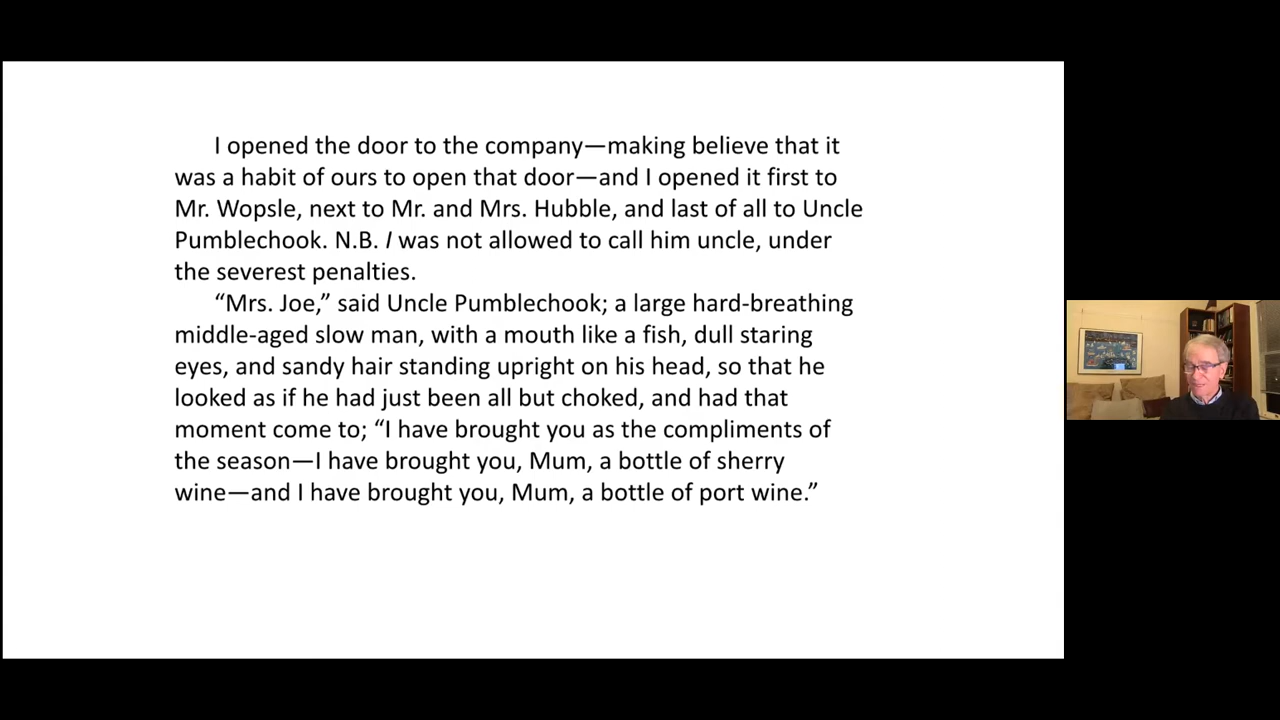 I opened the door to the company—making believe that it
was a habit of ours to open that door—and I opened it first to
Mr. Wopsle, next to Mr. and Mrs. Hubble, and last of all to Uncle
Pumblechook. N.B. I was not allowed to call him uncle, under
the severest penalties.
“Mrs. Joe,” said Uncle Pumblechook; a large hard-breathing
middle-aged slow man, with a mouth like a fish, dull staring
eyes, and sandy hair standing upright on his head, so that he
looked as if he had just been all but choked, and had that
moment come to; “I have brought you as the compliments of
the season—I have brought you, Mum, a bottle of sherry
wine—and I have brought you, Mum, a bottle of port wine.”